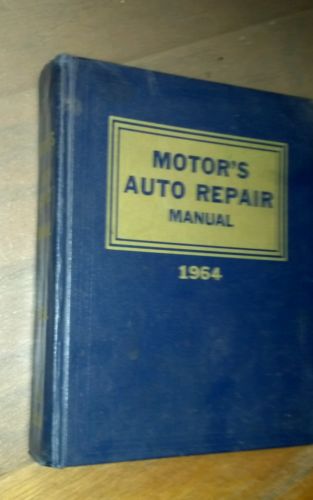 MOTOR'S
AUTO REPAIR
MANUAL
1964